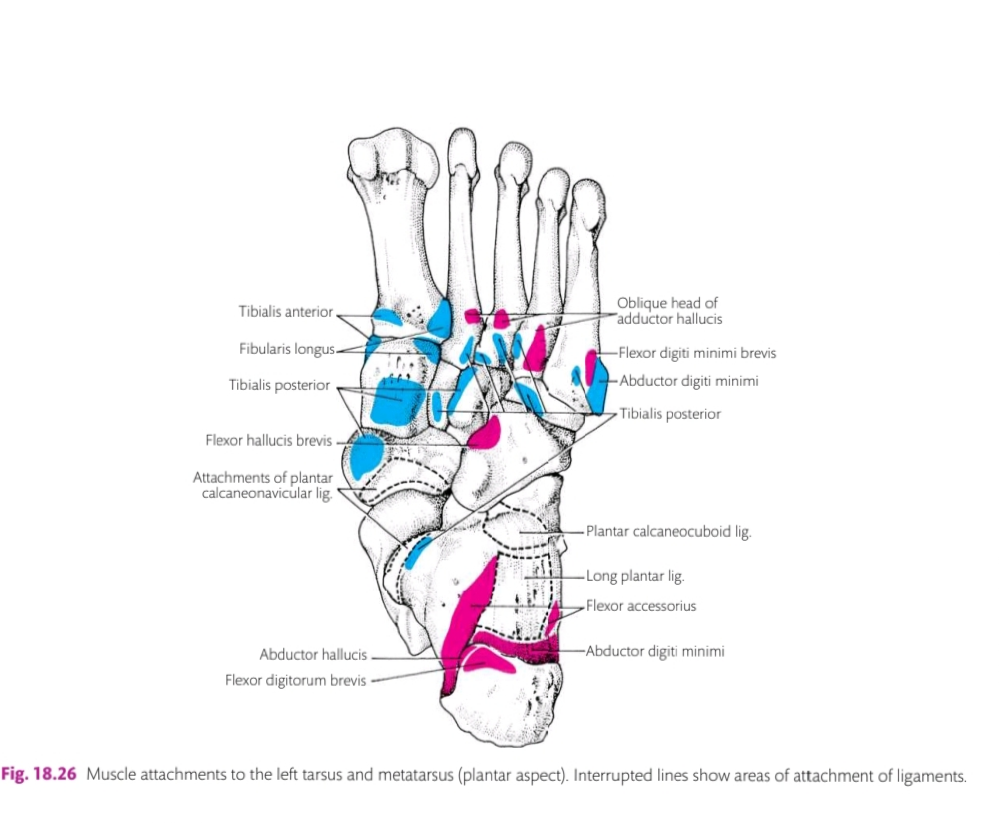 Tibialis anterior
Fibularis longus
Tibialis posterior
Flexor hallucis brevis
Attachments of plantar
calcaneonavicular lig.
Abductor hallucis
Flexor digitorum brevis
Oblique head of
adductor hallucis
Flexor digiti minimi brevis
Abductor digiti minimi
Tibialis posterior
Plantar calcaneocuboid lig.
Long plantar lig.
Flexor accessorius
Abductor digiti minimi
Fig. 18.26 Muscle attachments to the left tarsus and metatarsus (plantar aspect). Interrupted lines show areas of attachment of ligaments.